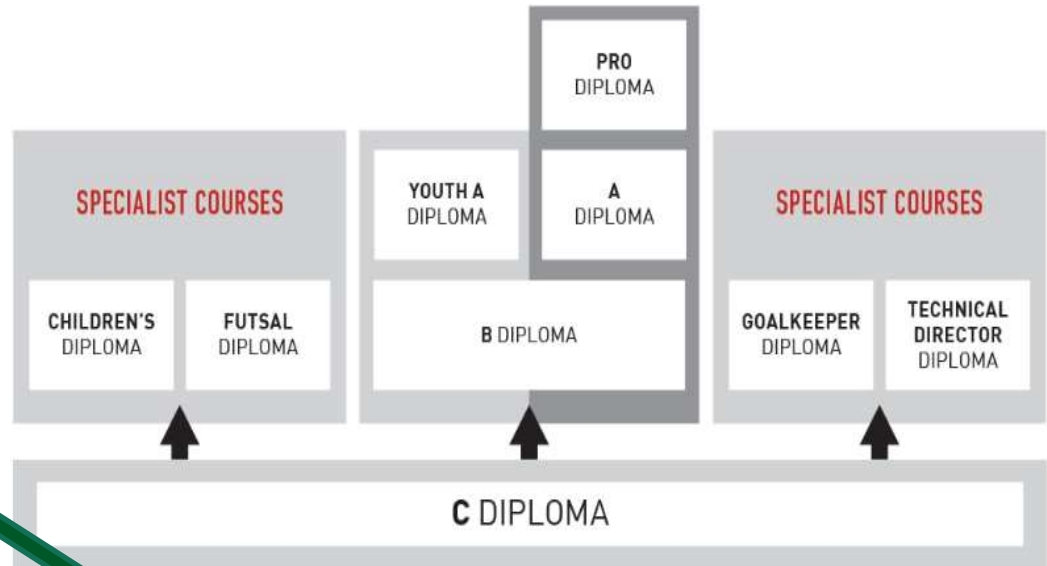 PRO
DIPLOMA
SPECIALIST COURSES
YOUTH A
DIPLOMA
A
DIPLOMA
SPECIALIST COURSES
CHILDREN'S
DIPLOMA
FUTSAL
DIPLOMA
B DIPLOMA
GOALKEEPER
DIPLOMA
TECHNICAL
DIRECTOR
DIPLOMA
C DIPLOMA